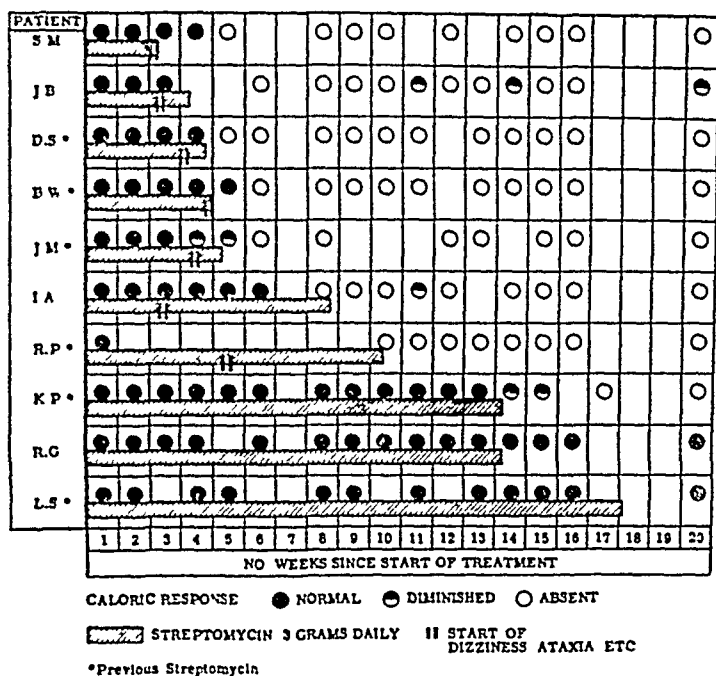 PATIENT
S M
J B
D.S *
B W. *
J M *
I A
R.P *
K P *
R.G
L.S *
1 2 3 4 5 6 7 8 9 10 11 12 13 14 15 16 17 18 19 20
NO WEEKS SINCE START OF TREATMENT
CALORIC RESPONSE NORMAL DIMINISHED ABSENT
STREPTOMYCIN 3 GRAMS DAILY START OF
DIZZINESS ATAXIA ETC
*Previous Streptomycin